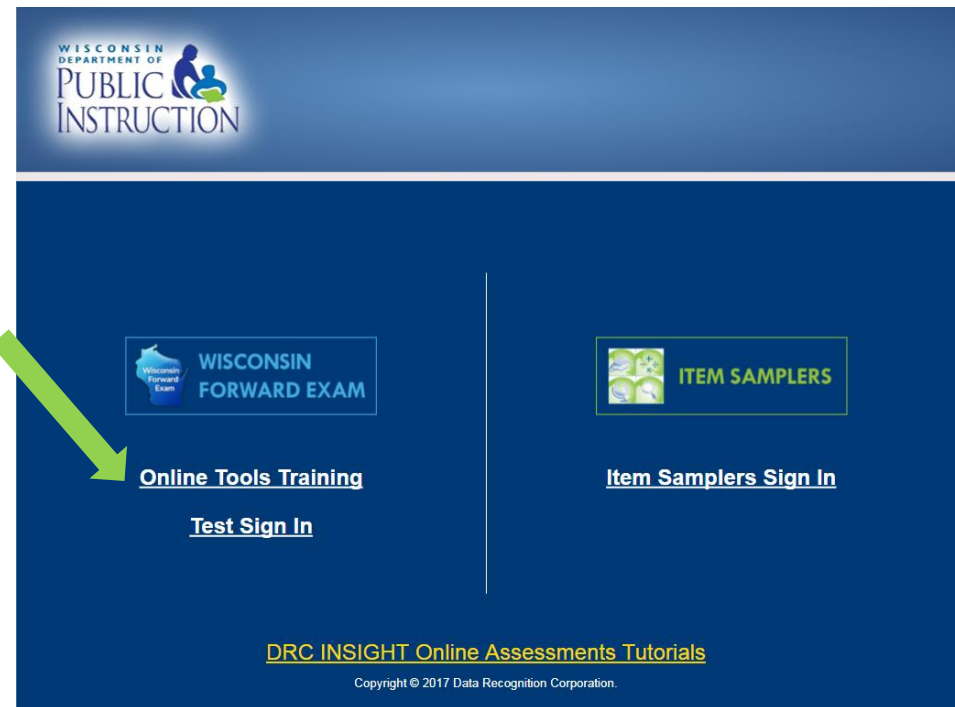 WISCONSIN
DEPARTMENT OF
PUBLIC
INSTRUCTION
Wisconsin
Forward
Exam
WISCONSIN
FORWARD EXAM
Online Tools Training
Test Sign In
ITEM SAMPLERS
Item Samplers Sign In
DRC INSIGHT Online Assessments Tutorials
Copyright © 2017 Data Recognition Corporation.